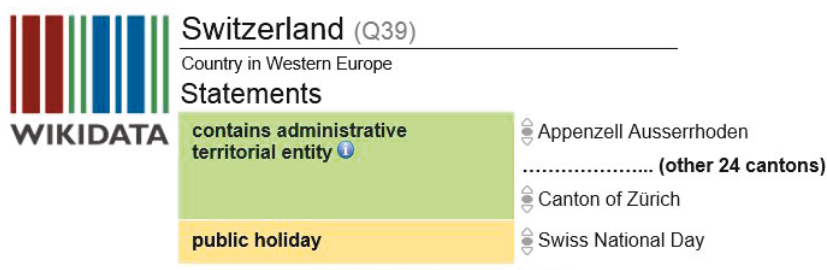 Switzerland (Q39)
Country in Western Europe
Statements
WIKIDATA
contains administrative
territorial entity i
Appenzell Ausserrhoden
...................... (other 24 cantons)
Canton of Zürich
public holiday
Swiss National Day